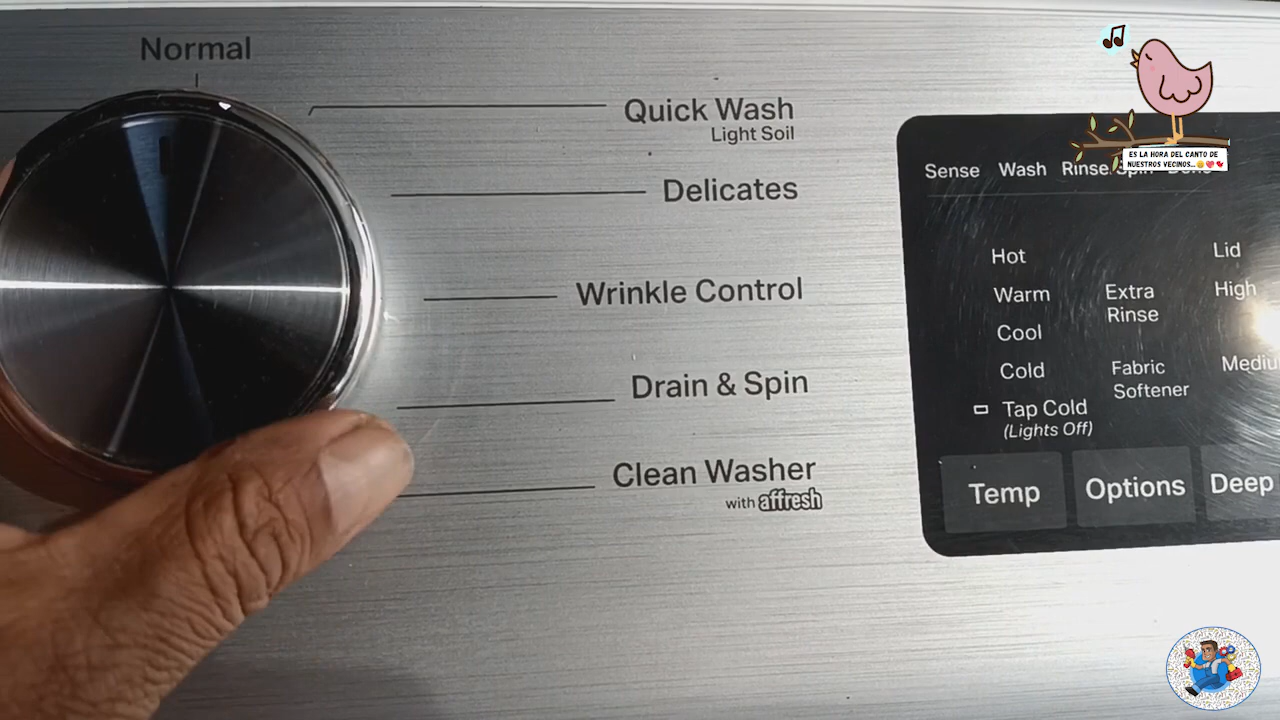 Normal
Quick Wash
Light Soil
Delicates
Wrinkle Control
Drain & Spin
Clean Washer
with affresh
ES LA HORA DEL CANTO DE
NUESTROS VECINOS...
Sense Wash Rinse Spin Done
Hot
Warm
Cool
Cold
Tap Cold
(Lights Off)
Extra
Rinse
Fabric
Softener
Lid
High
Temp
Options
Deep